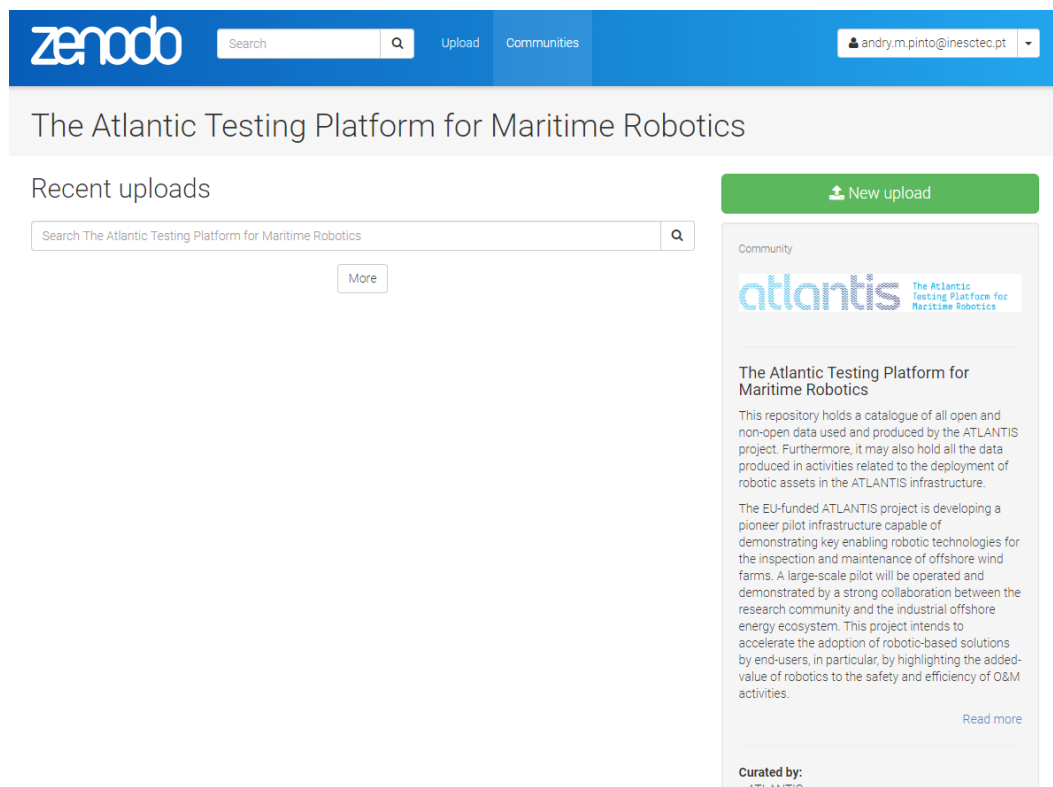 zenodo
Search
Upload
Communities
andry.m.pinto@inesctec.pt
The Atlantic Testing Platform for Maritime Robotics
Recent uploads
Search The Atlantic Testing Platform for Maritime Robotics
More
New upload
Community
atlantis
The Atlantic
Testing Platform for
Maritime Robotics
The Atlantic Testing Platform for
Maritime Robotics
This repository holds a catalogue of all open and
non-open data used and produced by the ATLANTIS
project. Furthermore, it may also hold all the data
produced in activities related to the deployment of
robotic assets in the ATLANTIS infrastructure.
The EU-funded ATLANTIS project is developing a
pioneer pilot infrastructure capable of
demonstrating key enabling robotic technologies for
the inspection and maintenance of offshore wind
farms. A large-scale pilot will be operated and
demonstrated by a strong collaboration between the
research community and the industrial offshore
energy ecosystem. This project intends to
accelerate the adoption of robotic-based solutions
by end-users, in particular, by highlighting the added-
value of robotics to the safety and efficiency of O&M
activities.
Read more
Curated by:
ATLANTIS